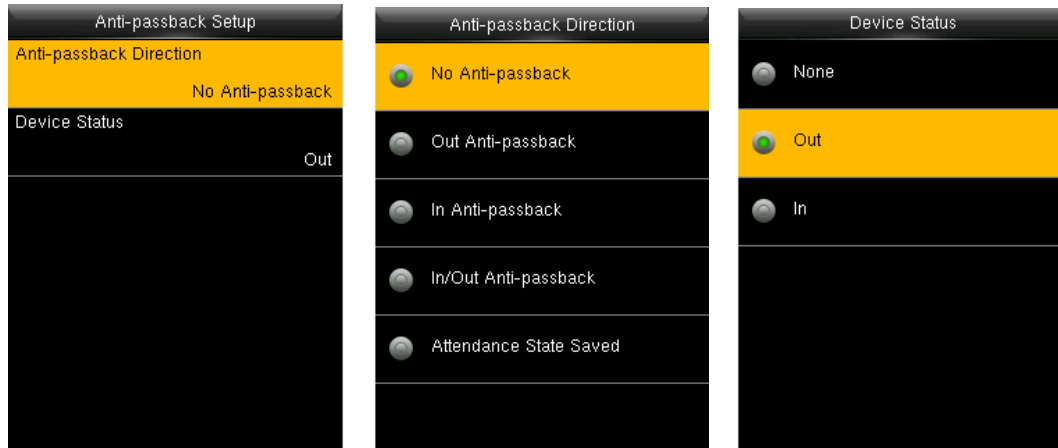 Anti-passback Setup
Anti-passback Direction
No Anti-passback
Device Status
Out
Anti-passback Direction
No Anti-passback
Out Anti-passback
In Anti-passback
In/Out Anti-passback
Attendance State Saved
Device Status
None
Out
In